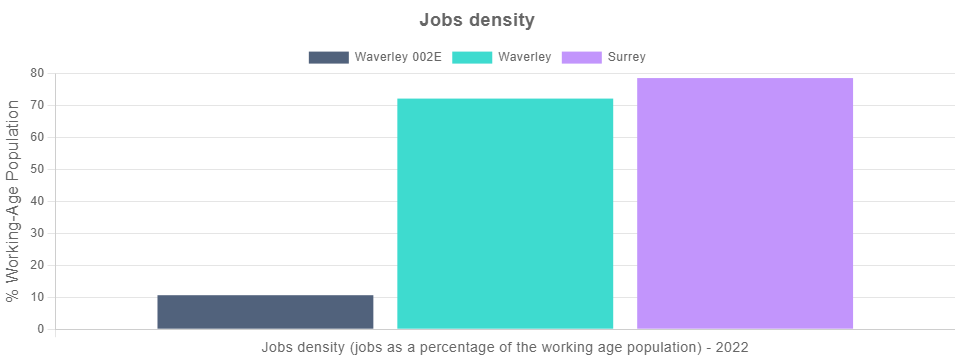 Jobs density
Waverley 002E Waverley Surrey
% Working-Age Population
80
70
60
50
40
30
20
10
0
Jobs density (jobs as a percentage of the working age population) - 2022